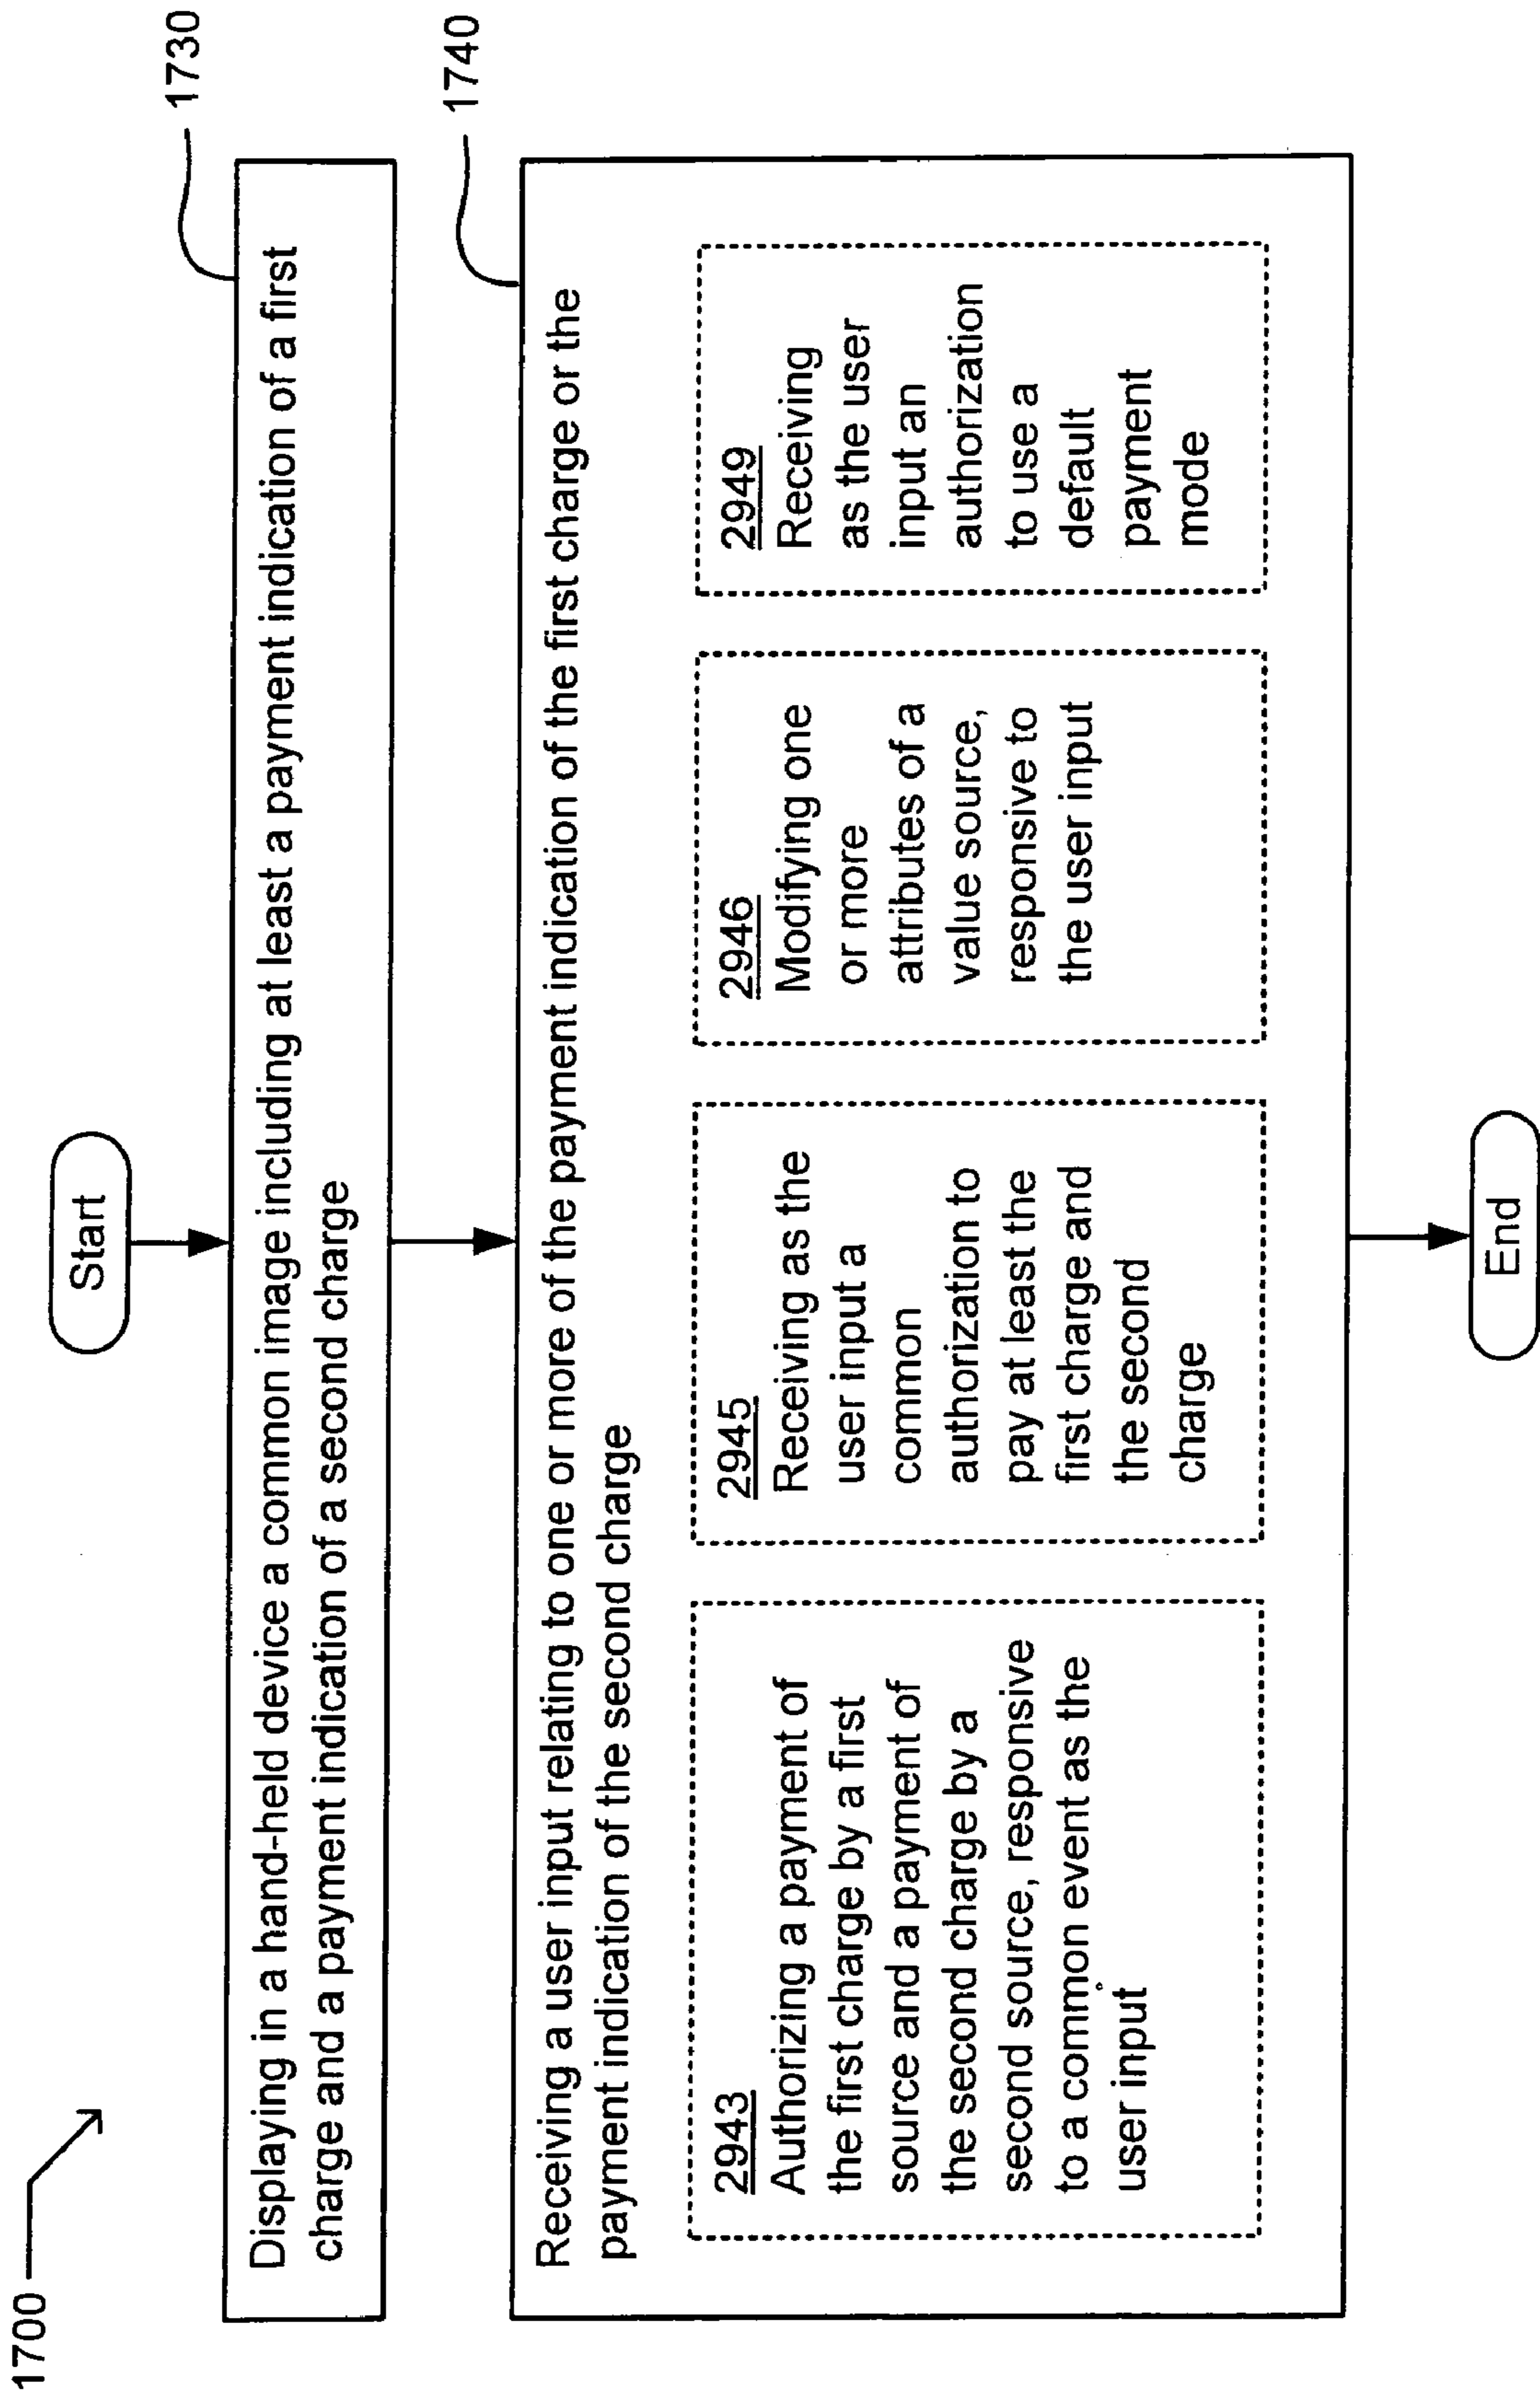 1700
Start
1730
Displaying in a hand-held device a common image including at least a payment indication of a first
charge and a payment indication of a second charge
1740
Receiving a user input relating to one or more of the payment indication of the first charge or the
payment indication of the second charge
2943
Authorizing a payment of
the first charge by a first
source and a payment of
the second charge by a
second source, responsive
to a common event as the
user input
2945
Receiving as the
user input a
common
authorization to
pay at least the
first charge and
the second
charge
2946
Modifying one
or more
attributes of a
value source,
responsive to
the user input
2949
Receiving
as the user
input an
authorization
to use a
default
payment
mode
End